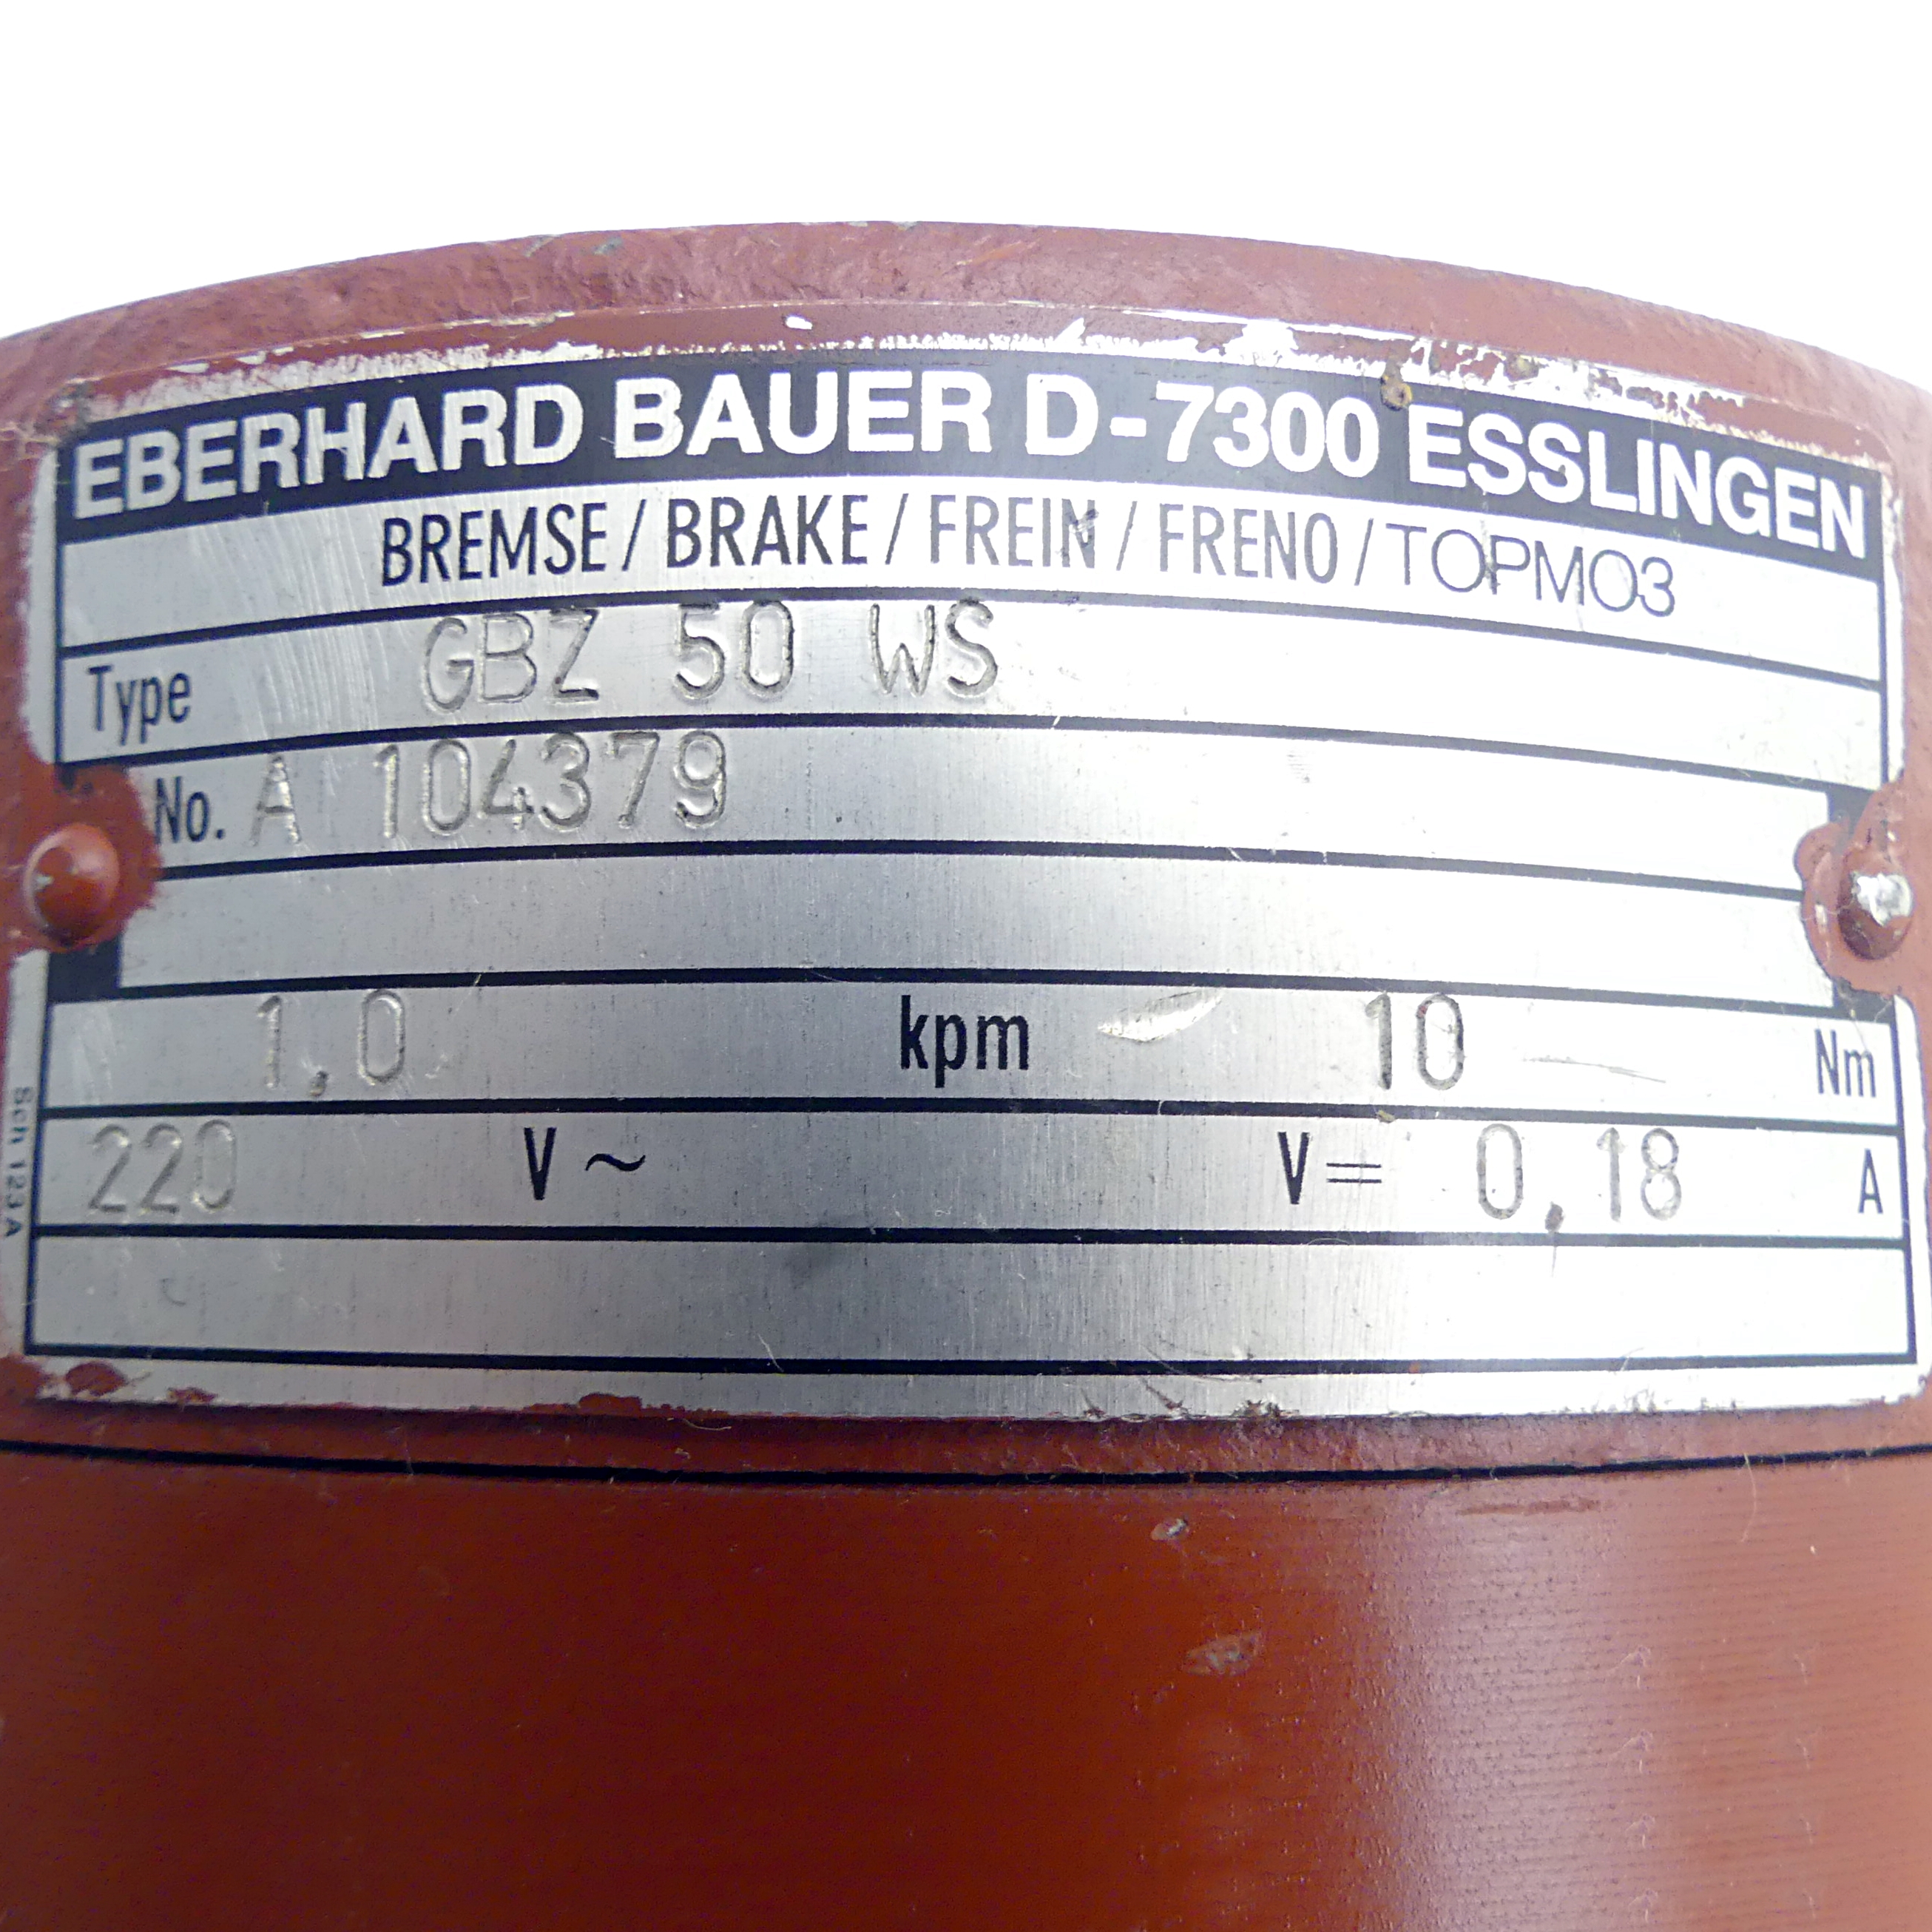 EBERHARD BAUER D-7300 ESSLINGEN
BREMSE / BRAKE / FREIN / FRENO / ТОРМОЗ
Type GBZ 50 WS
No. A 104379
1,0 kpm 10 Nm
220 V ~ V= 0,18 A
Sch 123A